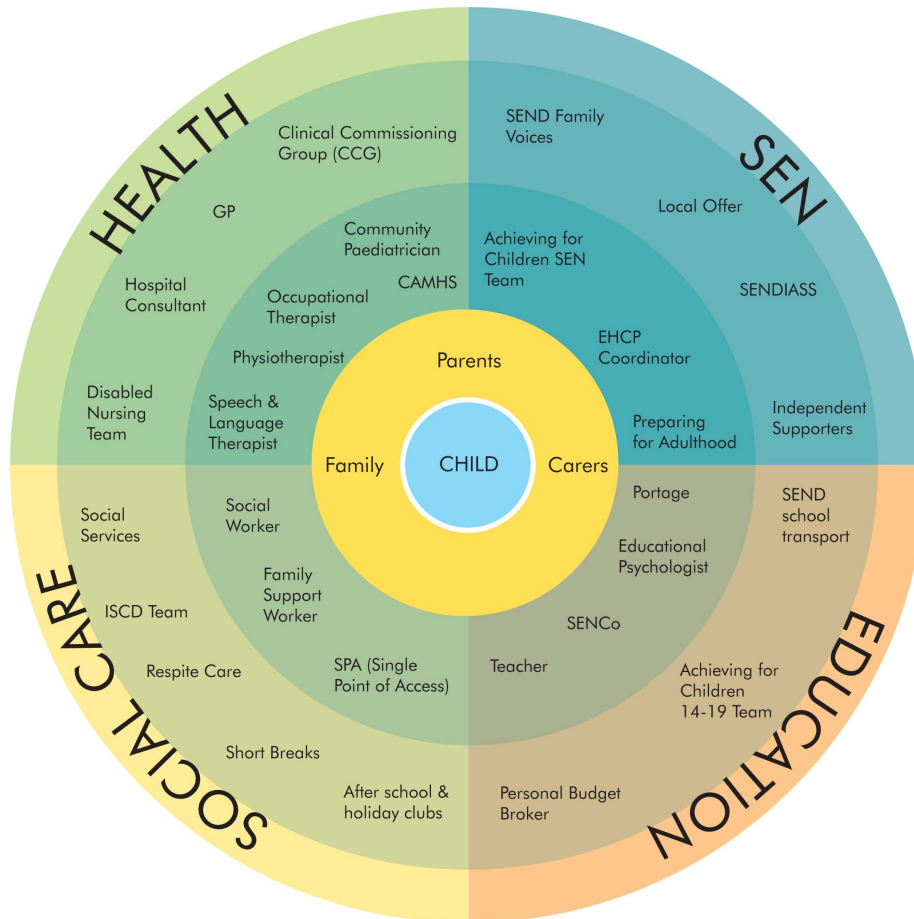 HEALTH
Clinical Commissioning
Group (CCG)
GP
Hospital
Consultant
Disabled
Nursing
Team
Community
Paediatrician
CAMHS
Occupational
Therapist
Physiotherapist
Speech &
Language
Therapist
SEN
SEND Family
Voices
Local Offer
SENDIASS
Independent
Supporters
Achieving for
Children SEN
Team
EHCP
Coordinator
Preparing
for Adulthood
Parents
Family
CHILD
Carers
SOCIAL CARE
Social
Services
ISCD Team
Respite Care
Short Breaks
After school &
holiday clubs
Social
Worker
Family
Support
Worker
SPA (Single
Point of Access)
EDUCATION
Portage
Educational
Psychologist
SENCo
Teacher
SEND
school
transport
Achieving for
Children
14-19 Team
Personal Budget
Broker